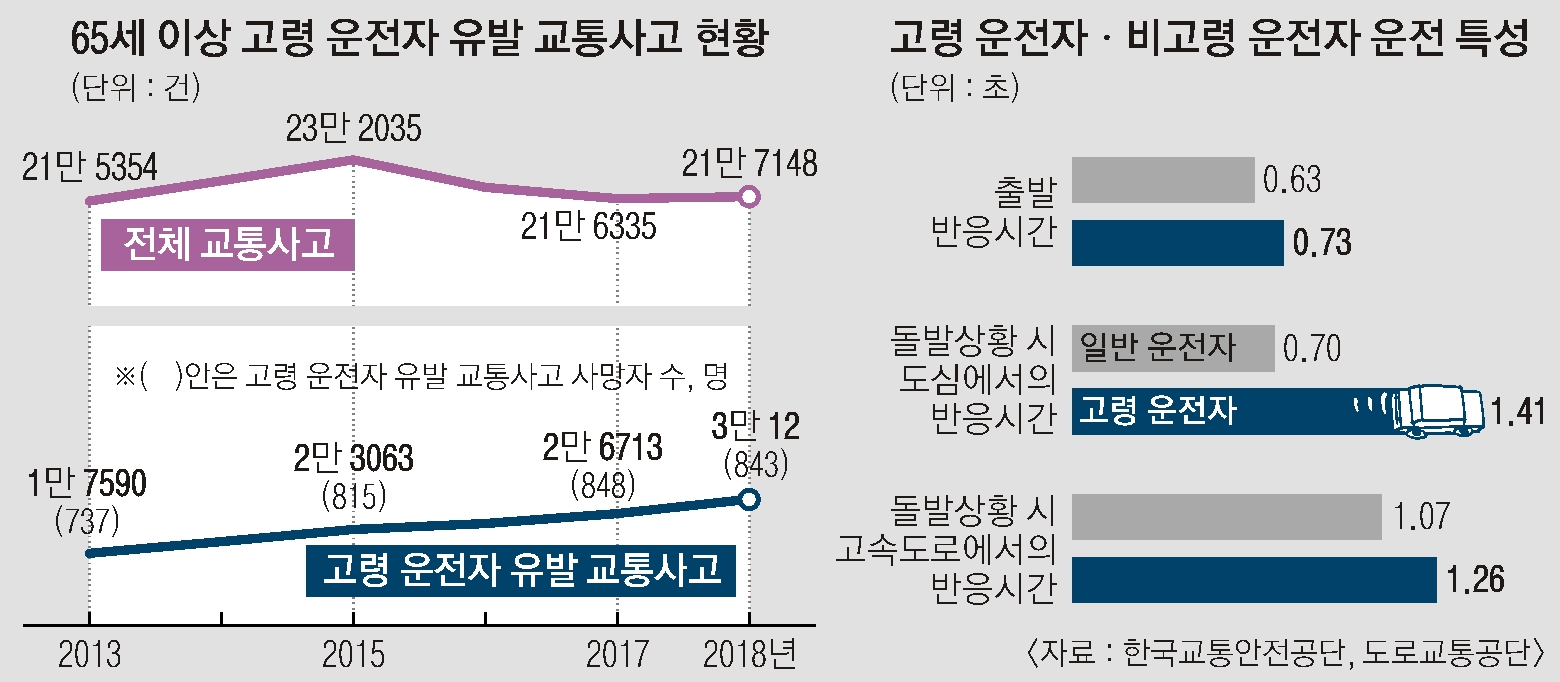 65세 이상 고령 운전자 유발 교통사고 현황
(단위 : 건)
21만 5354
23만 2035
21만 6335
21만 7148
전체 교통사고
※( )안은 고령 운전자 유발 교통사고 사망자 수, 명
1만 7590
(737)
2만 3063
(815)
2만 6713
(848)
3만 12
(843)
고령 운전자 유발 교통사고
2013
2015
2017
2018년
고령 운전자 · 비고령 운전자 운전 특성
(단위 : 초)
출발
반응시간
0.63
0.73
돌발상황 시
도심에서의
반응시간
일반 운전자
0.70
고령 운전자
1.41
돌발상황 시
고속도로에서의
반응시간
1.07
1.26
〈자료 : 한국교통안전공단, 도로교통공단〉